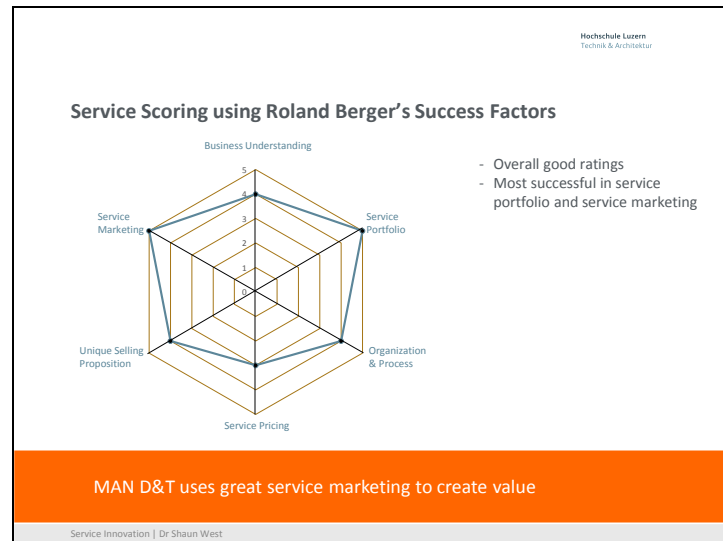 Hochschule Luzern
Technik & Architektur
Service Scoring using Roland Berger's Success Factors
Business Understanding
- Overall good ratings
- Most successful in service
portfolio and service marketing
5
4
3
2
1
0
Service
Marketing
Service
Portfolio
Unique Selling
Proposition
Organization
& Process
Service Pricing
MAN D&T uses great service marketing to create value
Service Innovation | Dr Shaun West